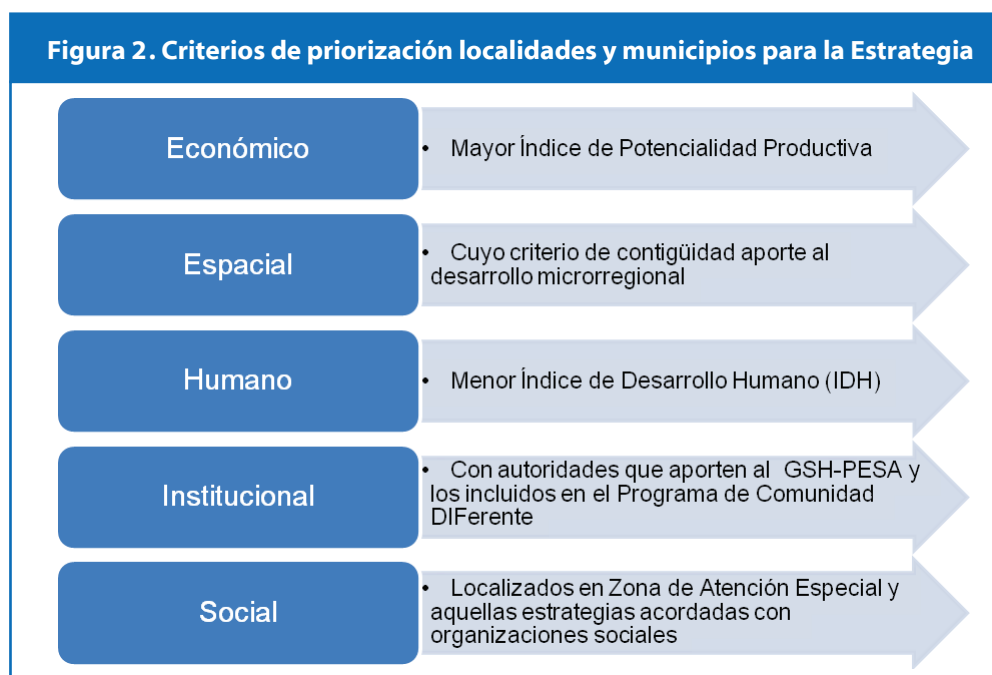 Figura 2. Criterios de priorización localidades y municipios para la Estrategia
Económico
• Mayor Índice de Potencialidad Productiva
Espacial
• Cuyo criterio de contigüidad aporte al
desarrollo microrregional
Humano
• Menor Índice de Desarrollo Humano (IDH)
Institucional
• Con autoridades que aporten al GSH-PESA y
los incluidos en el Programa de Comunidad
DIFerente
Social
• Localizados en Zona de Atención Especial y
aquellas estrategias acordadas con
organizaciones sociales